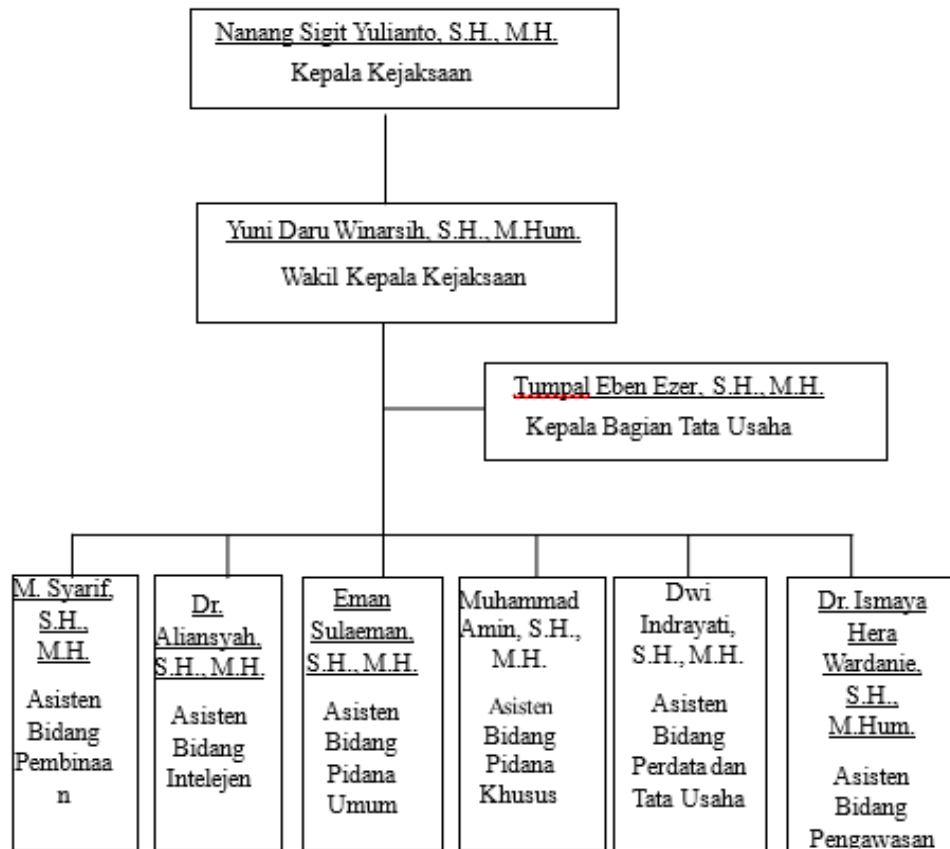 Nanang Sigit Yulianto, S.H., M.H.
Kepala Kejaksaan
Yuni Daru Winarsih, S.H., M.Hum.
Wakil Kepala Kejaksaan
Tumpal Eben Ezer, S.H., M.H.
Kepala Bagian Tata Usaha
M. Syarif,
S.H.,
M.H.
Asisten
Bidang
Pembinaa
n
Dr.
Aliansyah,
S.H., M.H.
Asisten
Bidang
Intelejen
Eman
Sulaeman,
S.H., M.H.
Asisten
Bidang
Pidana
Umum
Muhammad
Amin, S.H.,
M.H.
Asisten
Bidang
Pidana
Khusus
Dwi
Indrayati,
S.H., M.H.
Asisten
Bidang
Perdata dan
Tata Usaha
Dr. Ismaya
Hera
Wardanie,
S.H.,
M.Hum.
Asisten
Bidang
Pengawasan